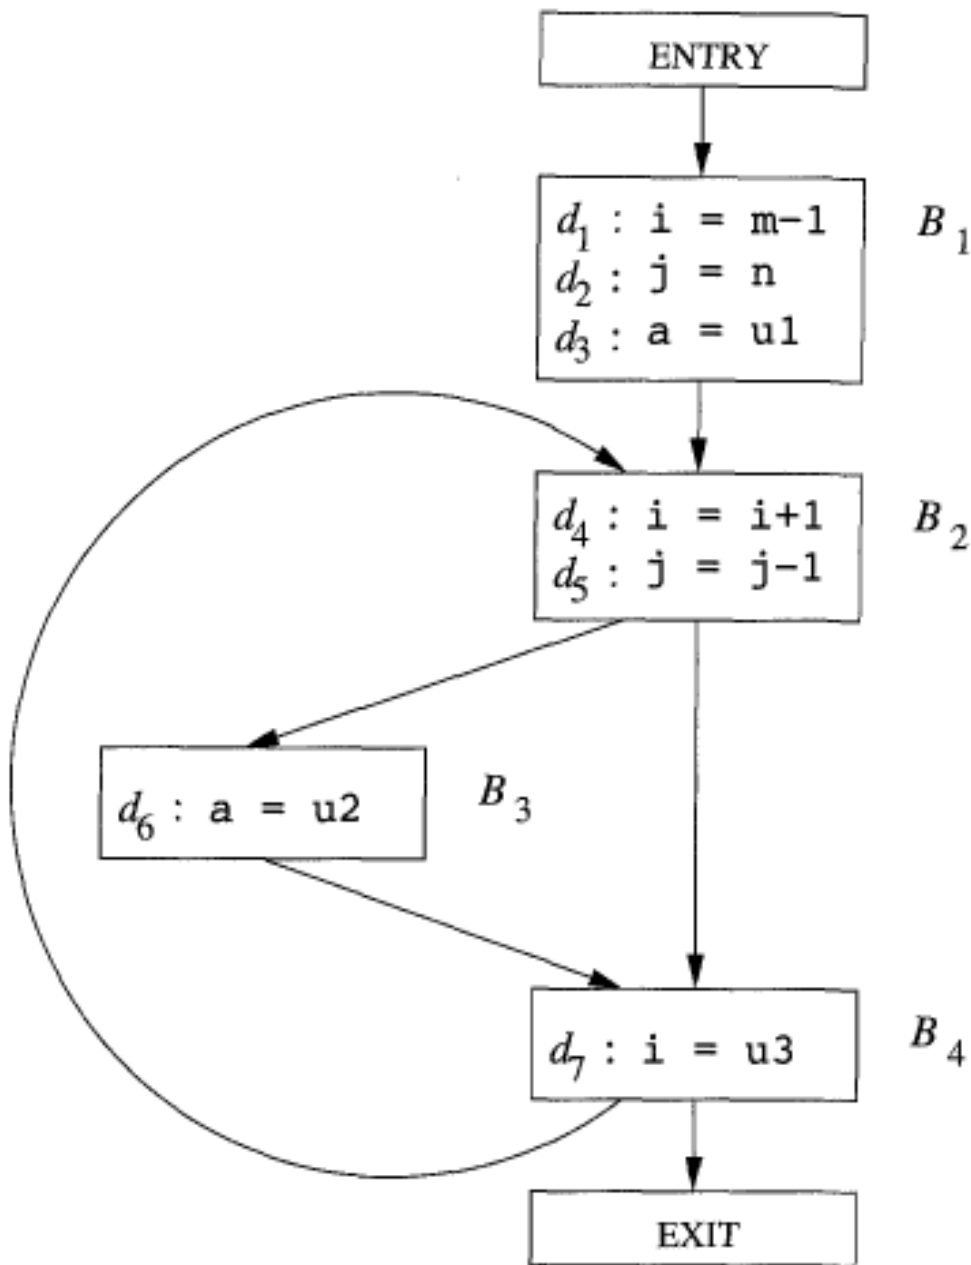 ENTRY
d1 : i = m-1
d2 : j = n
d3 : a = u1
B1
d4 : i = i+1
d5 : j = j-1
B2
d6 : a = u2
B3
d7 : i = u3
B4
EXIT